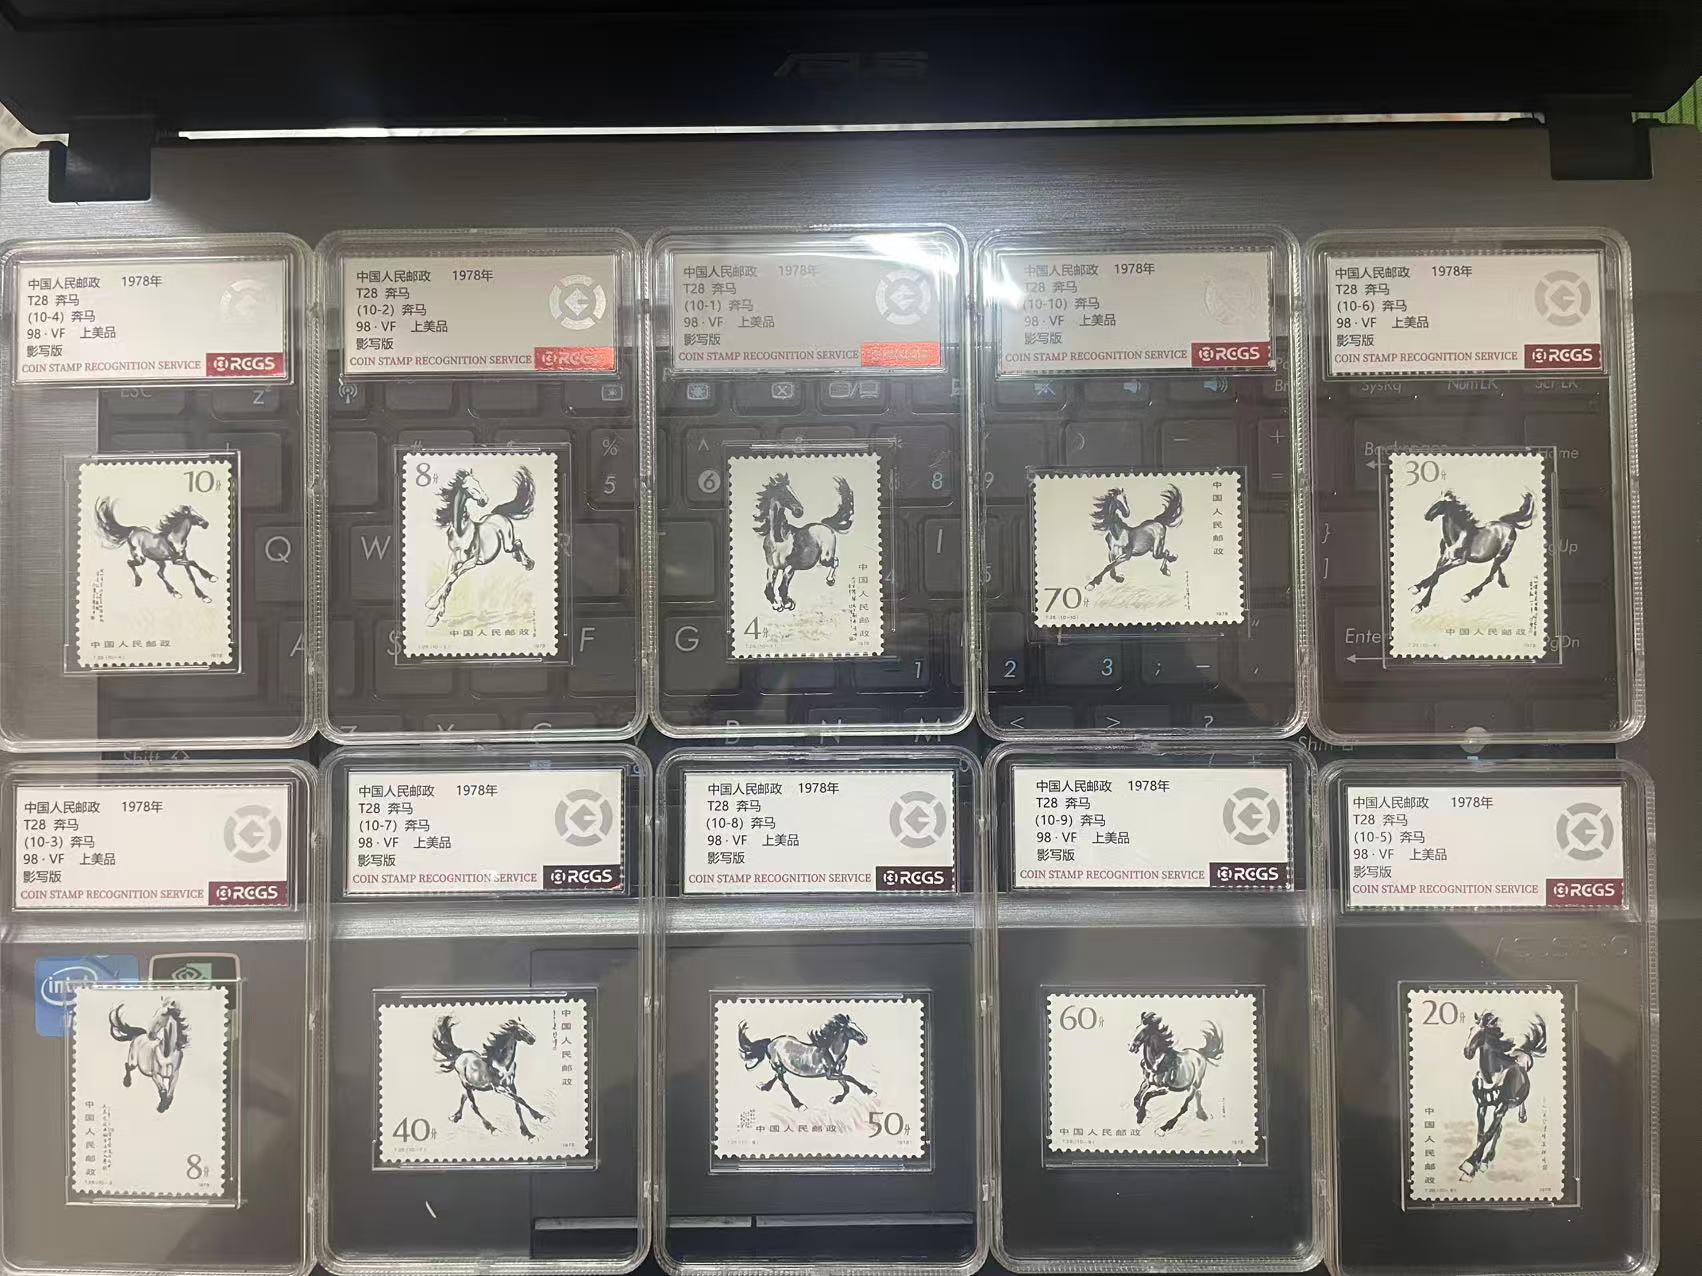 中国人民邮政 1978年
T28 奔马
(10-4) 奔马
98·VF 上美品
影写版
COIN STAMP RECOGNITION SERVICE RCGS
10分
中国人民邮政
1978
中国人民邮政 1978年
T28 奔马
(10-2) 奔马
98·VF 上美品
影写版
COIN STAMP RECOGNITION SERVICE RCGS
8分
中国人民邮政
1978
中国人民邮政 1978年
T28 奔马
(10-1) 奔马
98·VF 上美品
影写版
COIN STAMP RECOGNITION SERVICE RCGS
4分
中国人民邮政
1978
中国人民邮政 1978年
T28 奔马
(10-10) 奔马
98·VF 上美品
影写版
COIN STAMP RECOGNITION SERVICE RCGS
中国人民邮政
70分
T.28.(10-10)
1978
中国人民邮政 1978年
T28 奔马
(10-6) 奔马
98·VF 上美品
影写版
COIN STAMP RECOGNITION SERVICE RCGS
30分
中国人民邮政
1978
Q W
A F G
1 2 3 ; -
Enter
中国人民邮政 1978年
T28 奔马
(10-3) 奔马
98·VF 上美品
影写版
COIN STAMP RECOGNITION SERVICE RCGS
intel
中国人民邮政
8分
1978
中国人民邮政 1978年
T28 奔马
(10-7) 奔马
98·VF 上美品
影写版
COIN STAMP RECOGNITION SERVICE RCGS
中国人民邮政
40分
1978
中国人民邮政 1978年
T28 奔马
(10-8) 奔马
98·VF 上美品
影写版
COIN STAMP RECOGNITION SERVICE RCGS
中国人民邮政 50分
1978
中国人民邮政 1978年
T28 奔马
(10-9) 奔马
98·VF 上美品
影写版
COIN STAMP RECOGNITION SERVICE RCGS
60分
中国人民邮政
1978
中国人民邮政 1978年
T28 奔马
(10-5) 奔马
98·VF 上美品
影写版
COIN STAMP RECOGNITION SERVICE RCGS
20分
中国人民邮政
1978